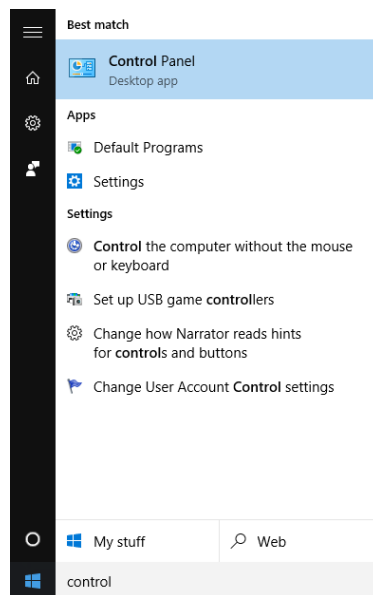 Best match
Control Panel
Desktop app
Apps
Default Programs
Settings
Settings
Control the computer without the mouse
or keyboard
Set up USB game controllers
Change how Narrator reads hints
for controls and buttons
Change User Account Control settings
My stuff
Web
control